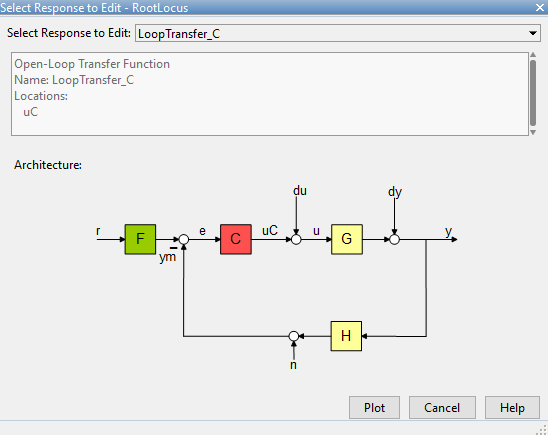 Select Response to Edit - RootLocus
Select Response to Edit: LoopTransfer_C
Open-Loop Transfer Function
Name: LoopTransfer_C
Locations:
uC
Architecture:
du dy
r F e C uC u G y
ym
H
n
Plot Cancel Help